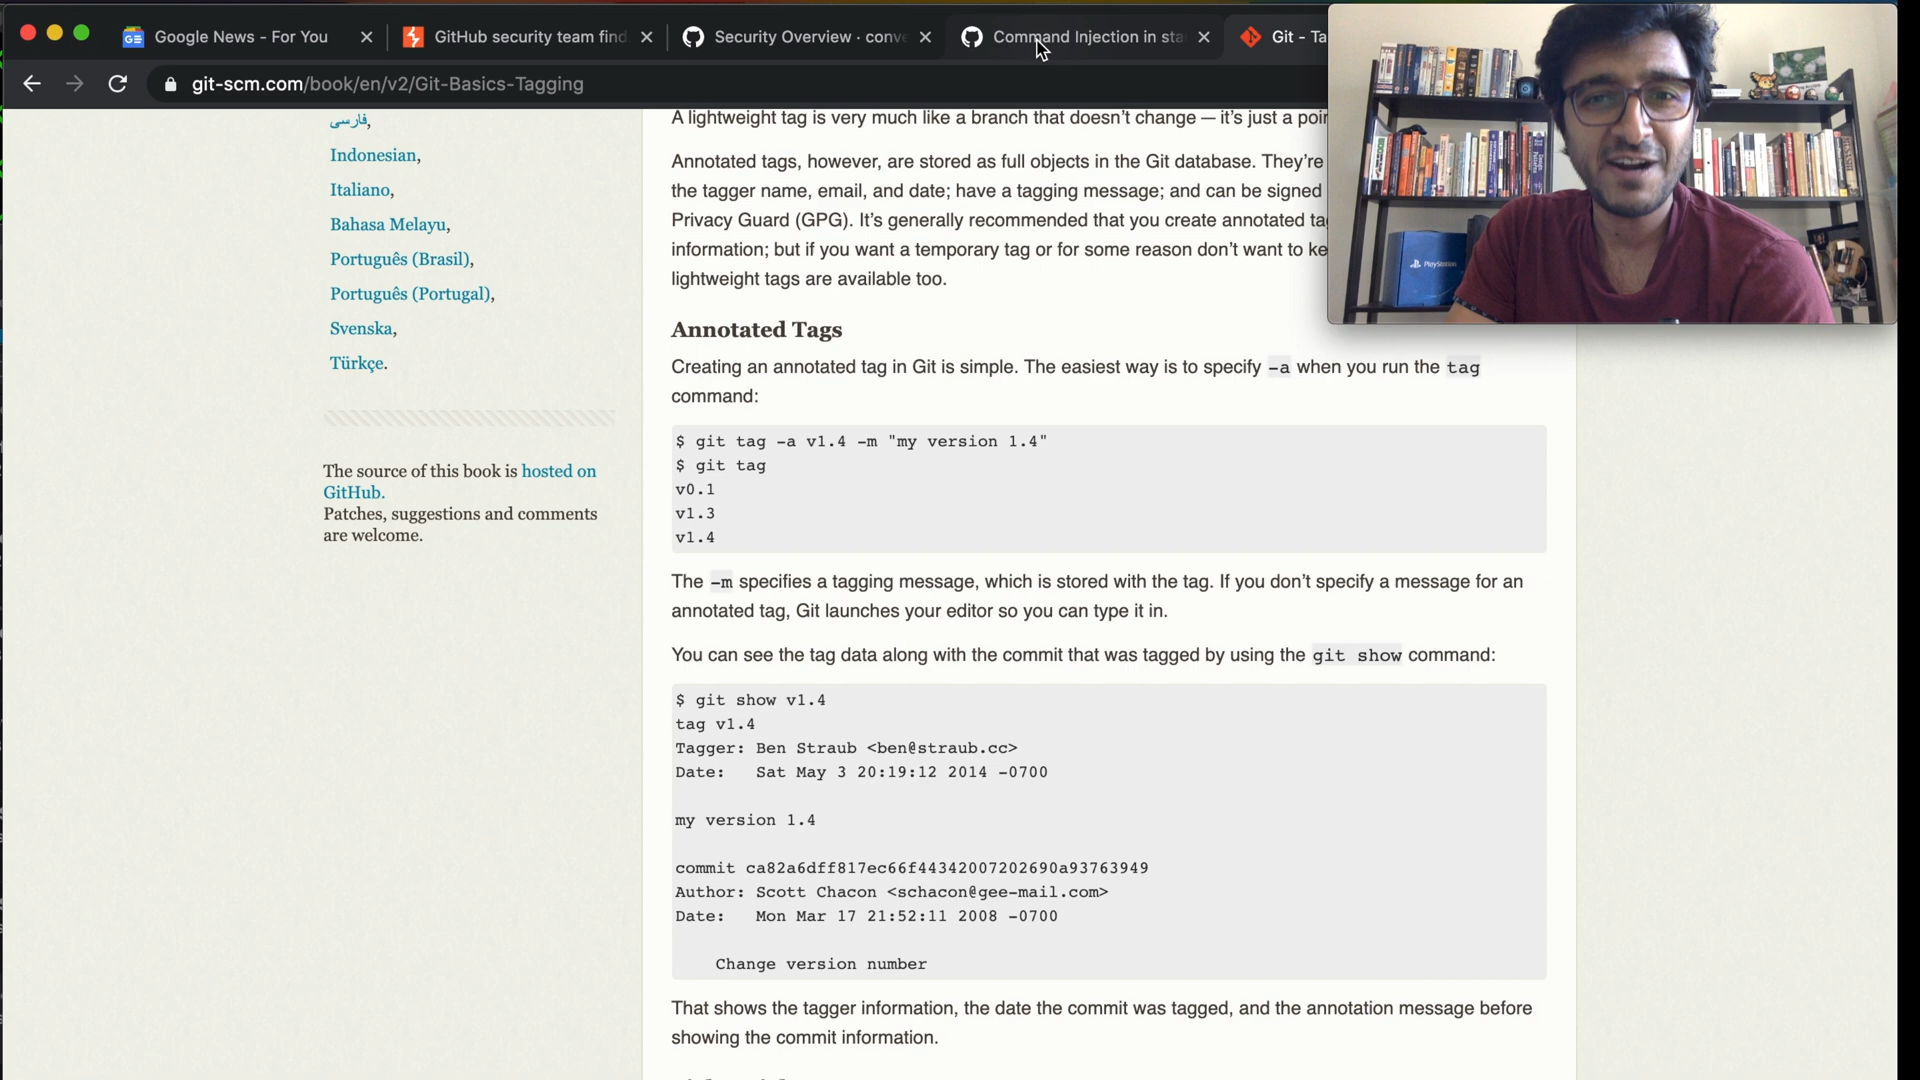 Google News - For You
GitHub security team find
Security Overview · conve
Command Injection in sta
Git - Ta
git-scm.com/book/en/v2/Git-Basics-Tagging
فارسی,
Indonesian,
Italiano,
Bahasa Melayu,
Português (Brasil),
Português (Portugal),
Svenska,
Türkçe.
The source of this book is hosted on
GitHub.
Patches, suggestions and comments
are welcome.
A lightweight tag is very much like a branch that doesn’t change — it’s just a poin
Annotated tags, however, are stored as full objects in the Git database. They’re
the tagger name, email, and date; have a tagging message; and can be signed
Privacy Guard (GPG). It’s generally recommended that you create annotated ta
information; but if you want a temporary tag or for some reason don’t want to ke
lightweight tags are available too.
Annotated Tags
Creating an annotated tag in Git is simple. The easiest way is to specify -a when you run the tag
command:
$ git tag -a v1.4 -m "my version 1.4"
$ git tag
v0.1
v1.3
v1.4
The -m specifies a tagging message, which is stored with the tag. If you don’t specify a message for an
annotated tag, Git launches your editor so you can type it in.
You can see the tag data along with the commit that was tagged by using the git show command:
$ git show v1.4
tag v1.4
Tagger: Ben Straub <ben@straub.cc>
Date:   Sat May 3 20:19:12 2014 -0700
my version 1.4
commit ca82a6dff817ec66f44342007202690a93763949
Author: Scott Chacon <schacon@gee-mail.com>
Date:   Mon Mar 17 21:52:11 2008 -0700
Change version number
That shows the tagger information, the date the commit was tagged, and the annotation message before
showing the commit information.
PlayStation